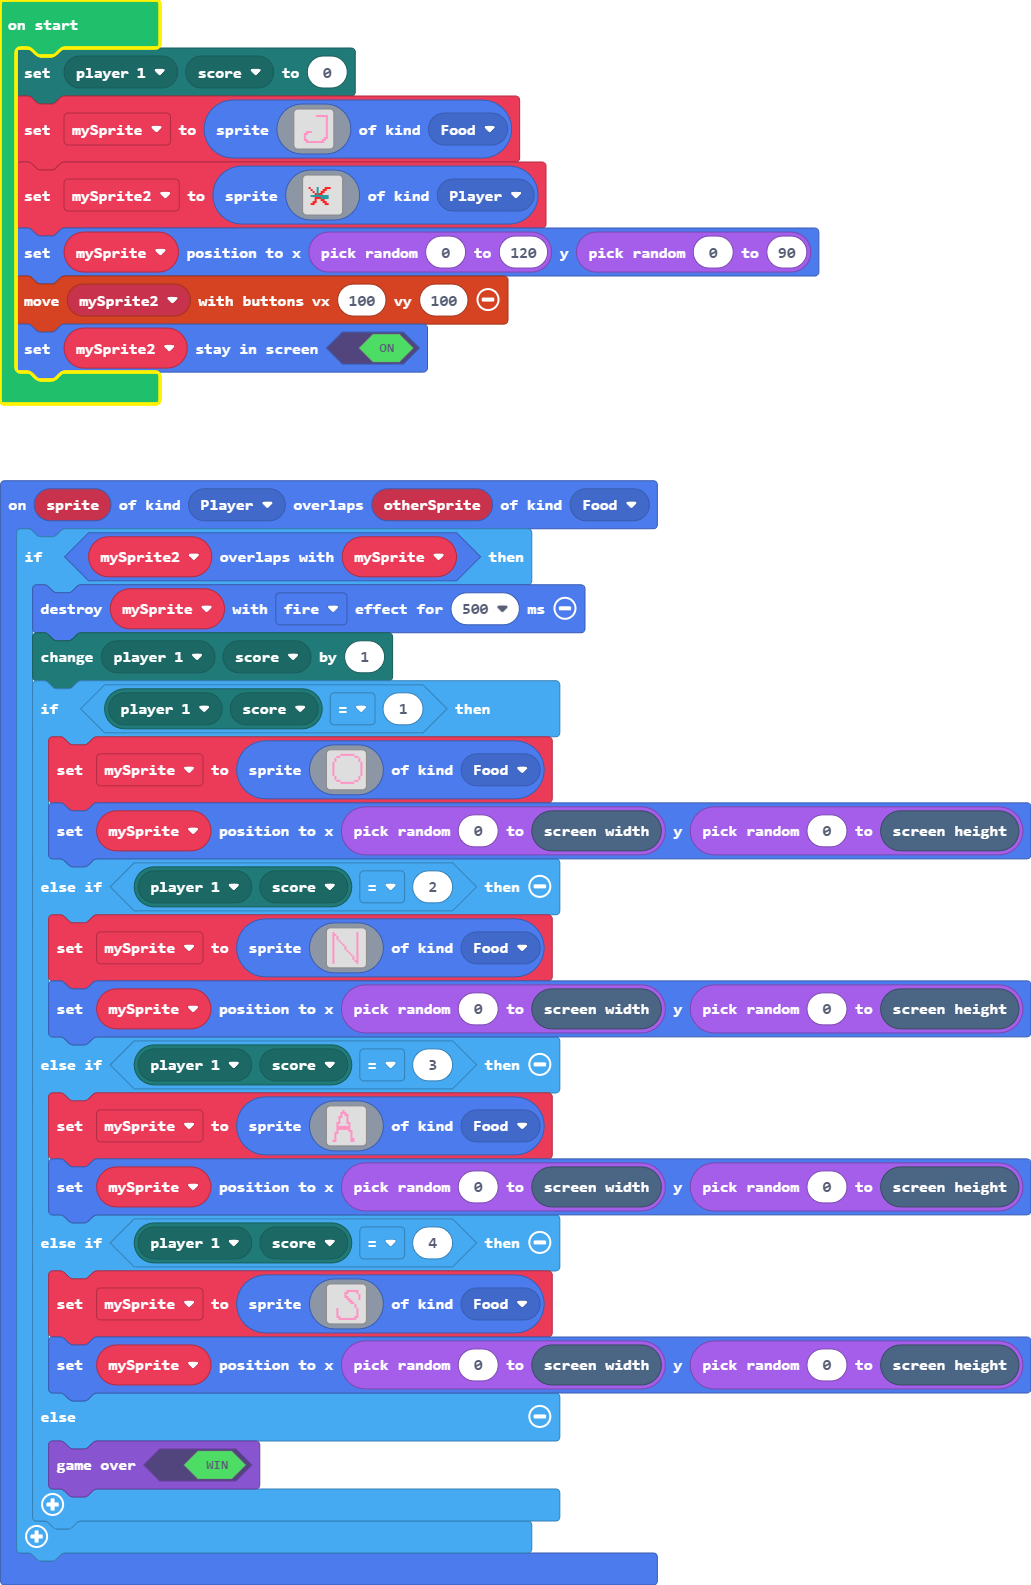 on start
set player 1 score to 0
set mySprite to sprite J of kind Food
set mySprite2 to sprite of kind Player
set mySprite position to x pick random 0 to 120 y pick random 0 to 90
move mySprite2 with buttons vx 100 vy 100
set mySprite2 stay in screen ON
on sprite of kind Player overlaps otherSprite of kind Food
if mySprite2 overlaps with mySprite then
destroy mySprite with fire effect for 500 ms
change player 1 score by 1
if player 1 score = 1 then
set mySprite to sprite O of kind Food
set mySprite position to x pick random 0 to screen width y pick random 0 to screen height
else if player 1 score = 2 then
set mySprite to sprite N of kind Food
set mySprite position to x pick random 0 to screen width y pick random 0 to screen height
else if player 1 score = 3 then
set mySprite to sprite A of kind Food
set mySprite position to x pick random 0 to screen width y pick random 0 to screen height
else if player 1 score = 4 then
set mySprite to sprite S of kind Food
set mySprite position to x pick random 0 to screen width y pick random 0 to screen height
else
game over WIN